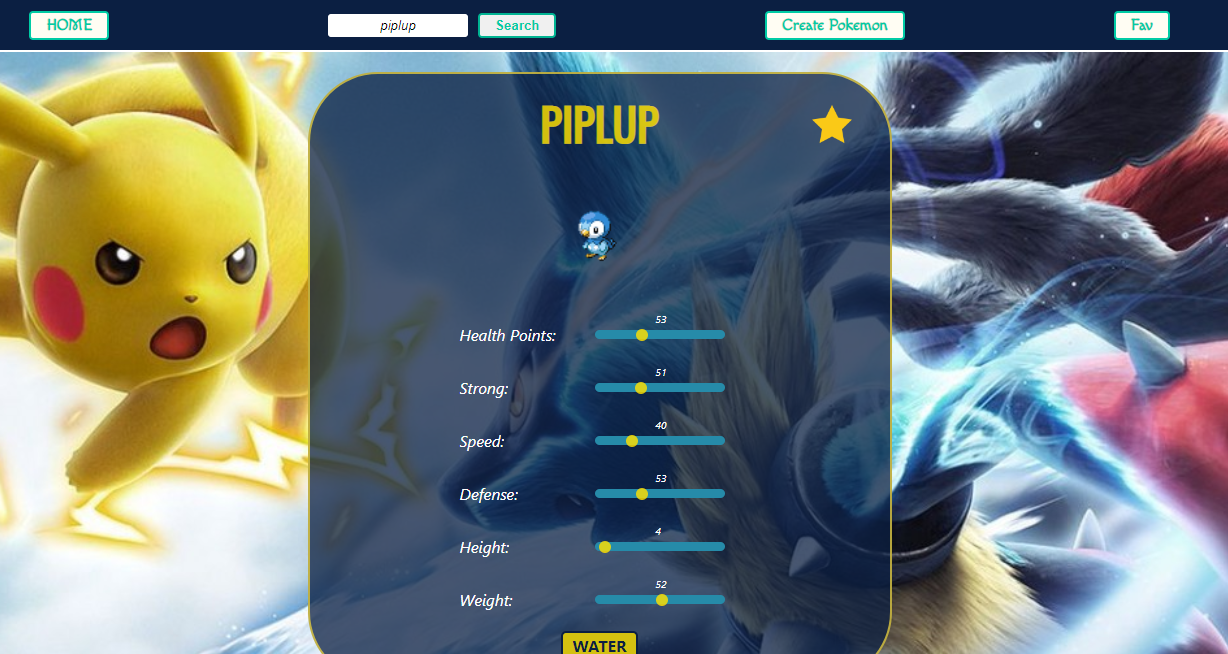 HOME
piplup
Search
Create Pokemon
Fav
PIPLUP
53
Health Points:
51
Strong:
40
Speed:
53
Defense:
4
Height:
52
Weight:
WATER